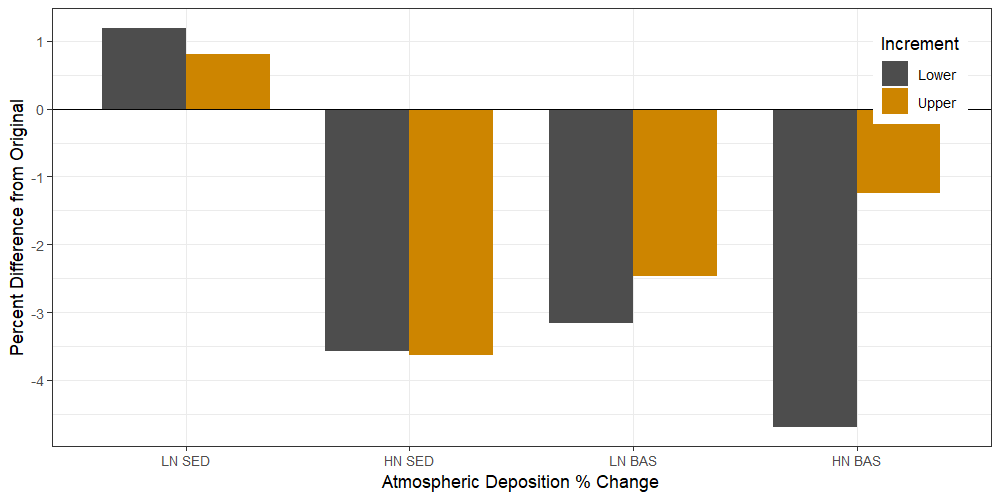 Percent Difference from Original
1
0
-1
-2
-3
-4
Increment
Lower
Upper
LN SED
HN SED
LN BAS
HN BAS
Atmospheric Deposition % Change